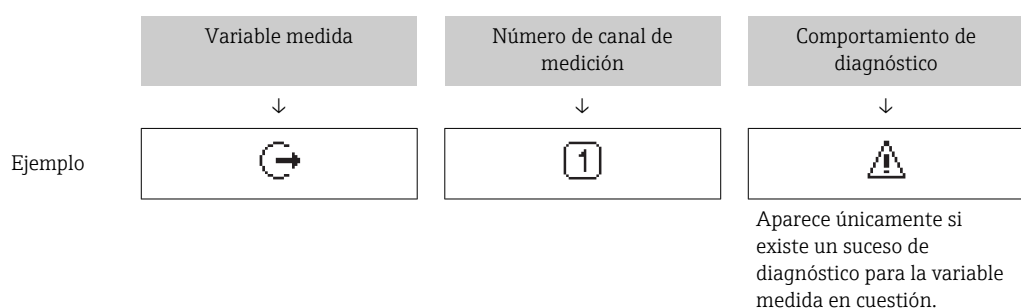 Variable medida
Número de canal de
medición
Comportamiento de
diagnóstico
↓ ↓ ↓
Ejemplo
1
Aparece únicamente si
existe un suceso de
diagnóstico para la variable
medida en cuestión.